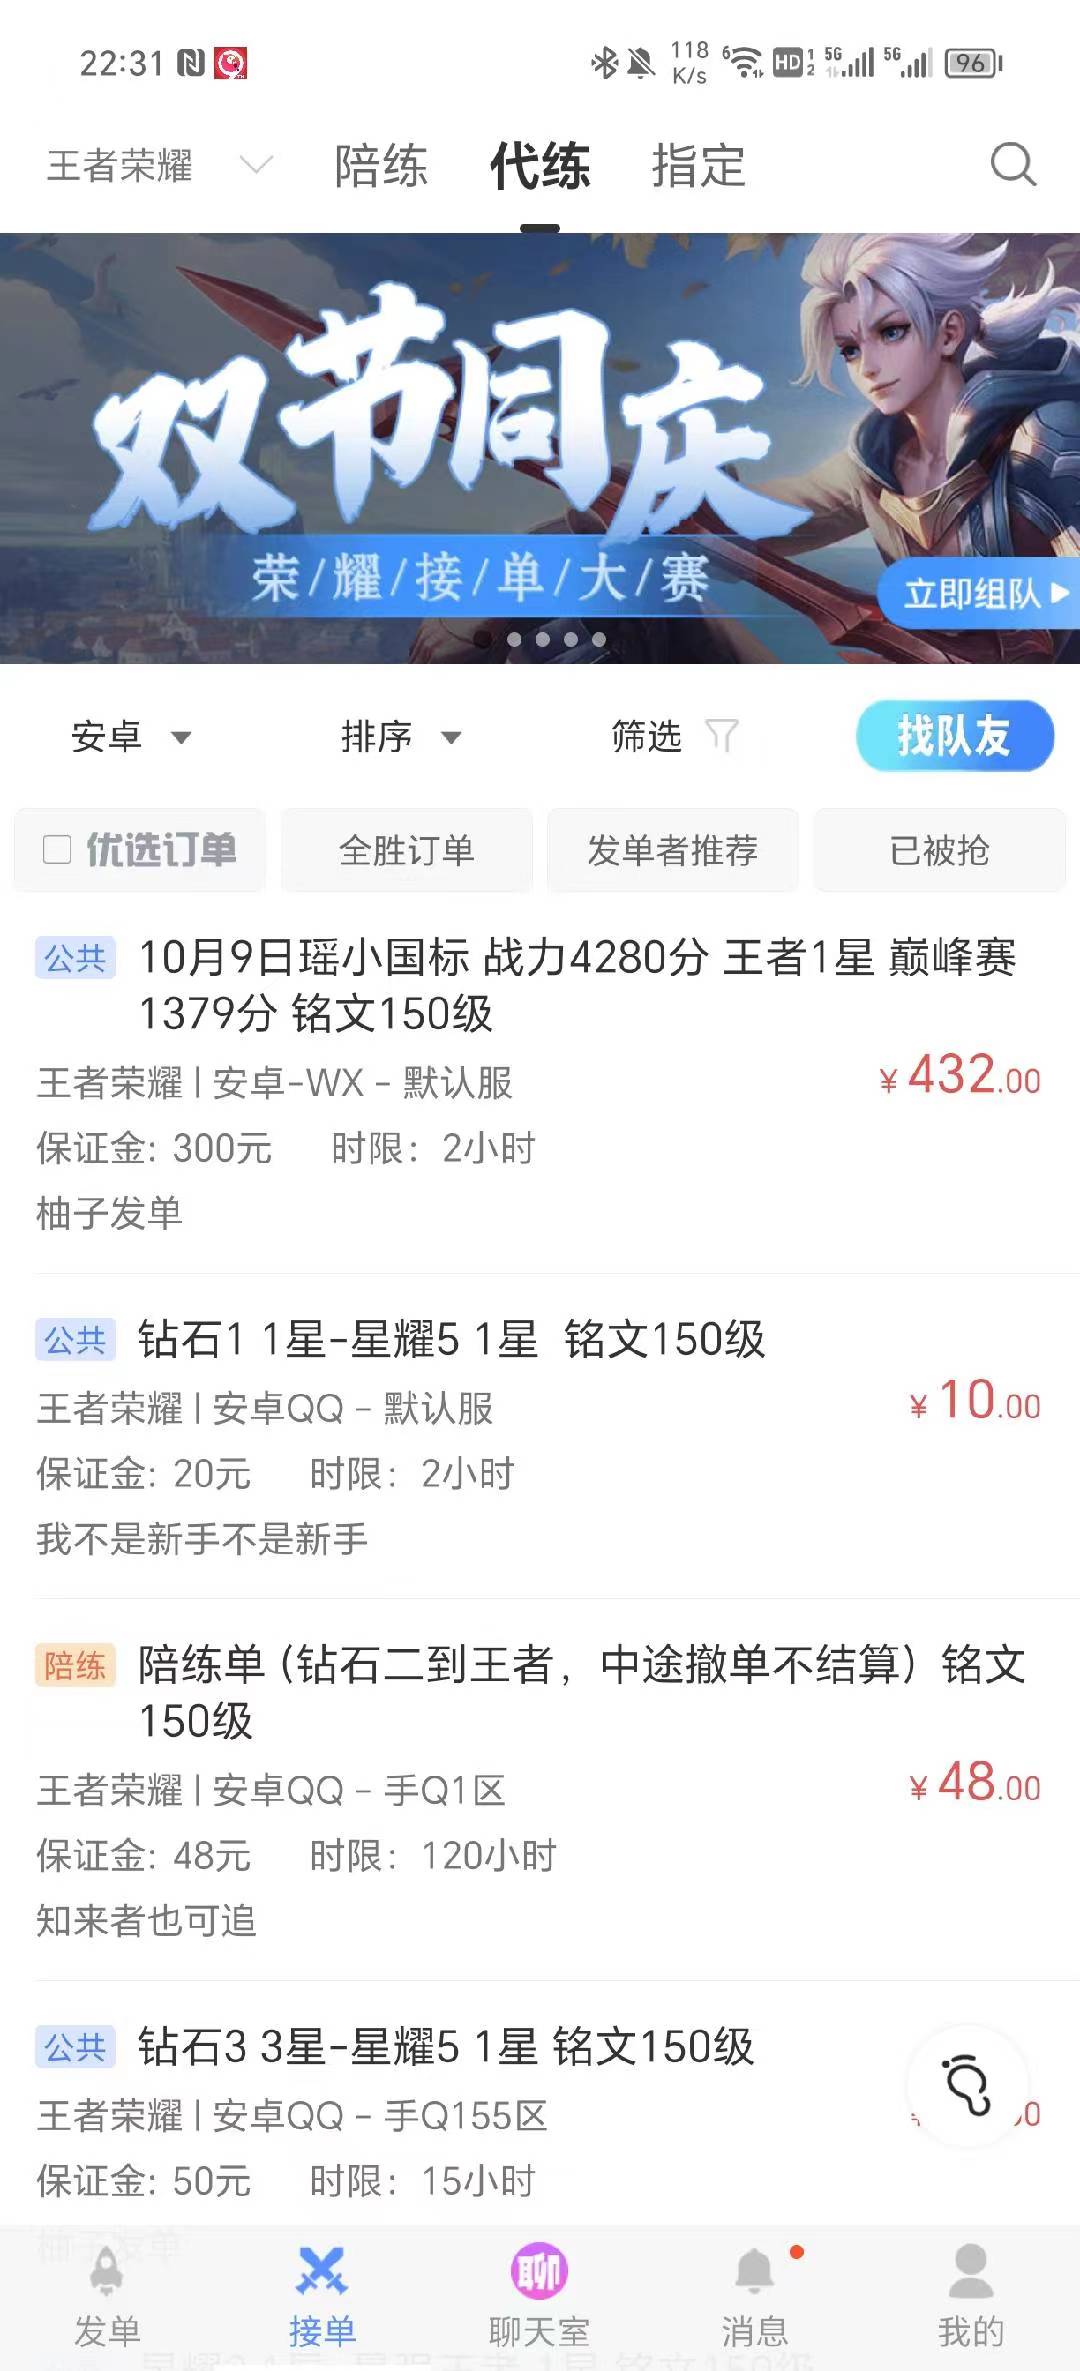 22:31
118 K/s
6
HD 1 2
5G
5G
96
王者荣耀 陪练 代练 指定
双节同庆
荣/耀/接/单/大/赛
立即组队
安卓 排序 筛选 找队友
优选订单 全胜订单 发单者推荐 已被抢
公共 10月9日瑶小国标 战力4280分 王者1星 巅峰赛
1379分 铭文150级
王者荣耀 | 安卓-WX - 默认服 ¥432.00
保证金: 300元 时限: 2小时
柚子发单
公共 钻石1 1星-星耀5 1星 铭文150级
王者荣耀 | 安卓QQ - 默认服 ¥10.00
保证金: 20元 时限: 2小时
我不是新手不是新手
陪练 陪练单 (钻石二到王者，中途撤单不结算）铭文
150级
王者荣耀 | 安卓QQ - 手Q1区 ¥48.00
保证金: 48元 时限: 120小时
知来者也可追
公共 钻石3 3星-星耀5 1星 铭文150级
王者荣耀 | 安卓QQ - 手Q155区
保证金: 50元 时限: 15小时
柚子发单
聊
发单 接单 聊天室 消息 我的